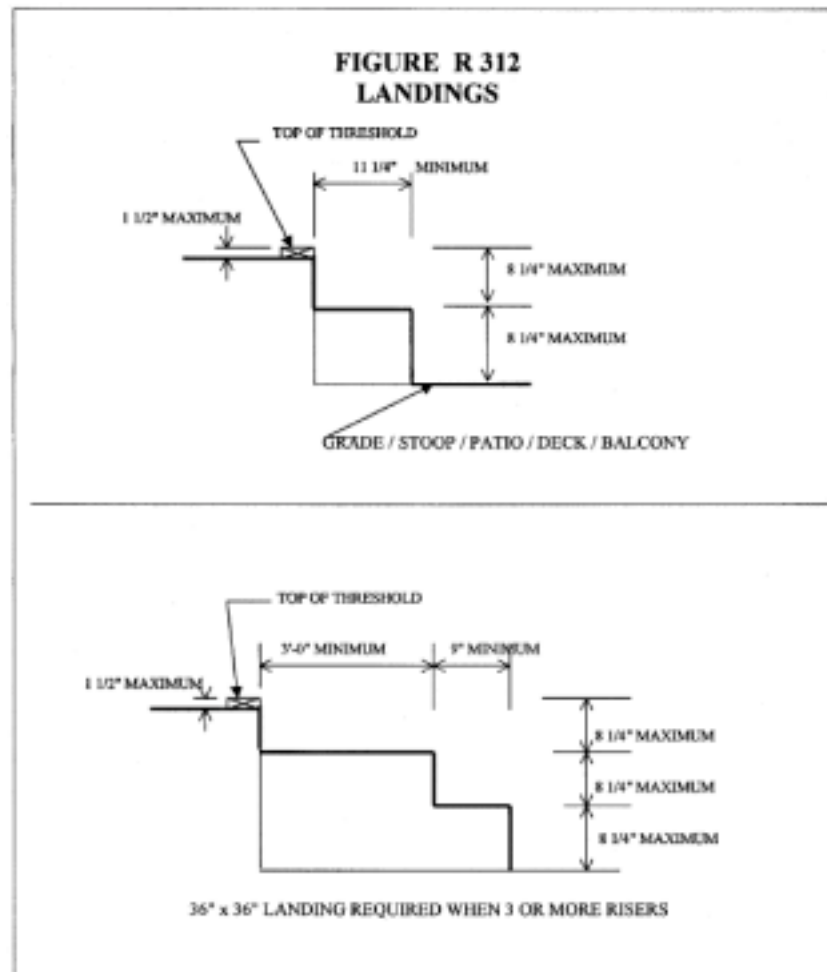 FIGURE R 312
LANDINGS
TOP OF THRESHOLD
11 1/4" MINIMUM
1 1/2" MAXIMUM
8 1/4" MAXIMUM
8 1/4" MAXIMUM
GRADE / STOOP / PATIO / DECK / BALCONY
TOP OF THRESHOLD
3'-0" MINIMUM
9" MINIMUM
1 1/2" MAXIMUM
8 1/4" MAXIMUM
8 1/4" MAXIMUM
8 1/4" MAXIMUM
36" x 36" LANDING REQUIRED WHEN 3 OR MORE RISERS